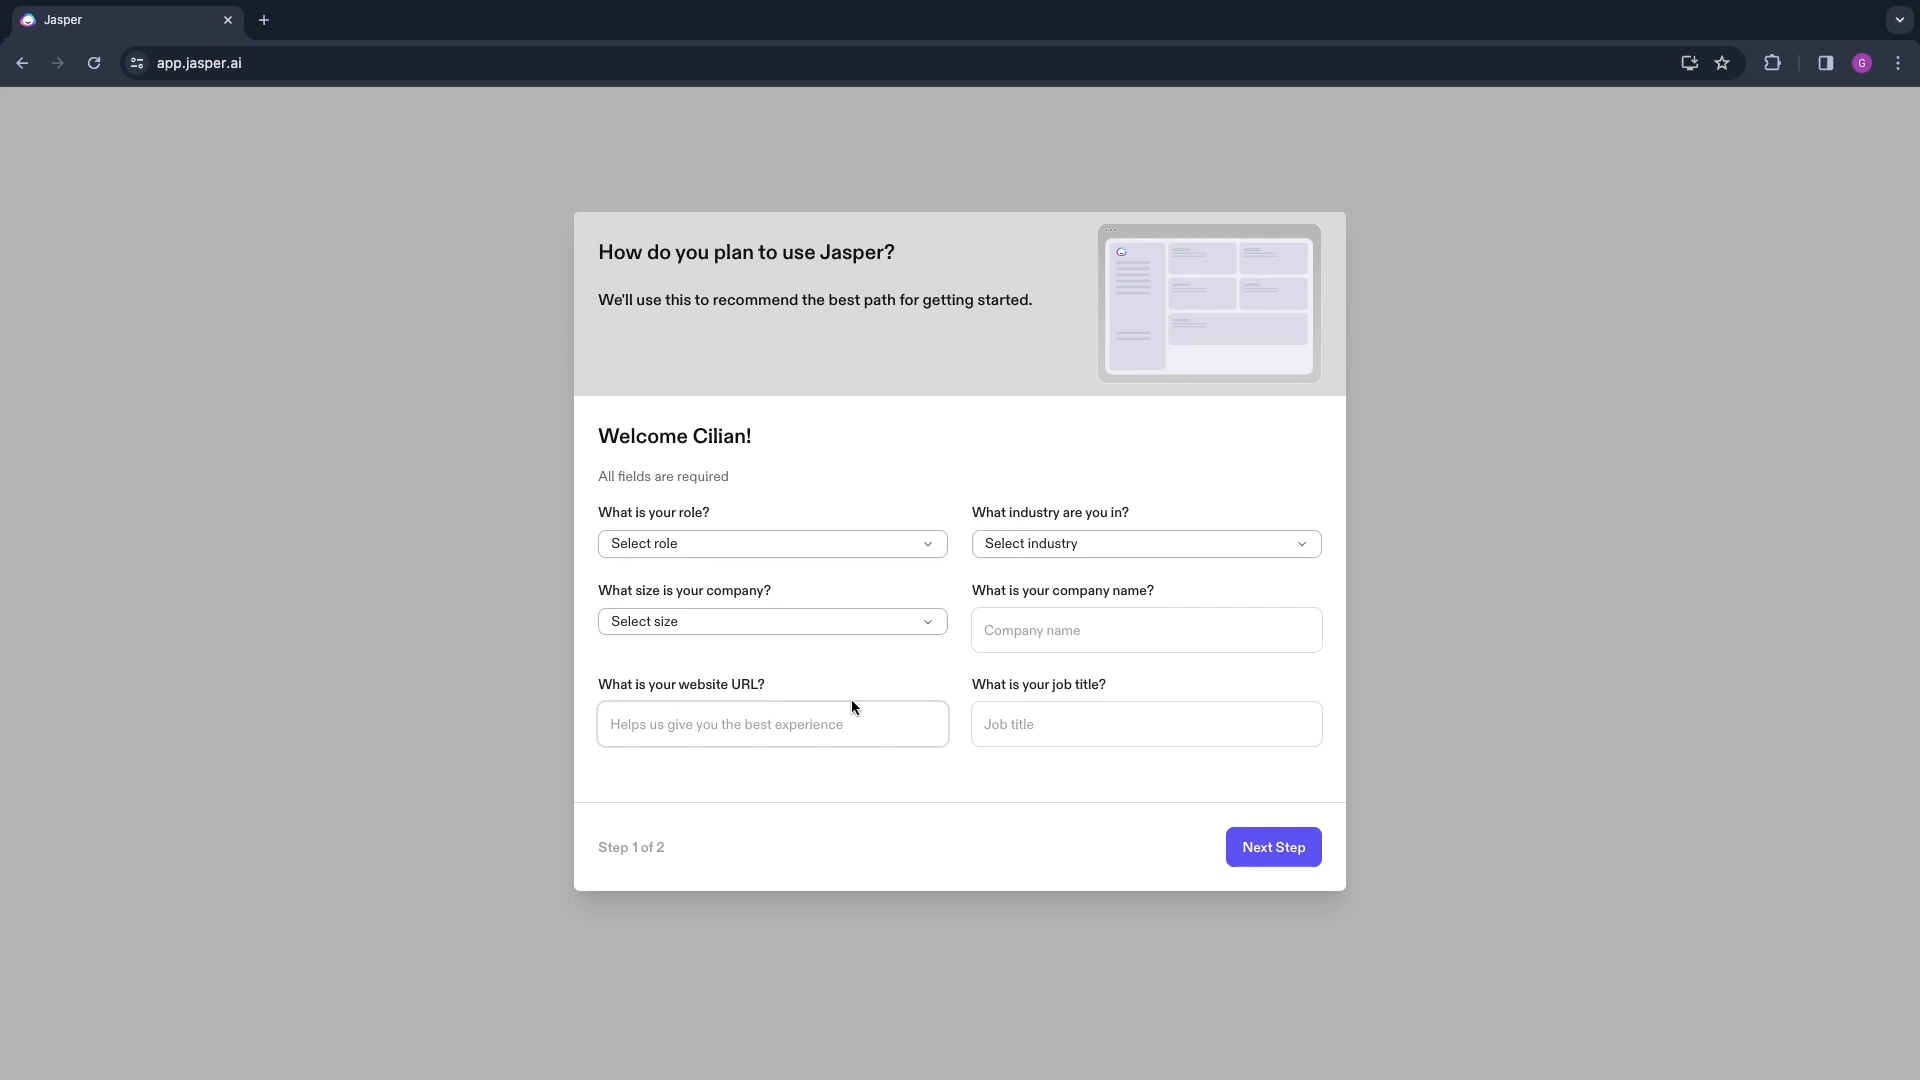 Jasper
app.jasper.ai
G
How do you plan to use Jasper?
We'll use this to recommend the best path for getting started.
Welcome Cilian!
All fields are required
What is your role?
What industry are you in?
Select role
Select industry
What size is your company?
What is your company name?
Select size
Company name
What is your website URL?
What is your job title?
Helps us give you the best experience
Job title
Step 1 of 2
Next Step